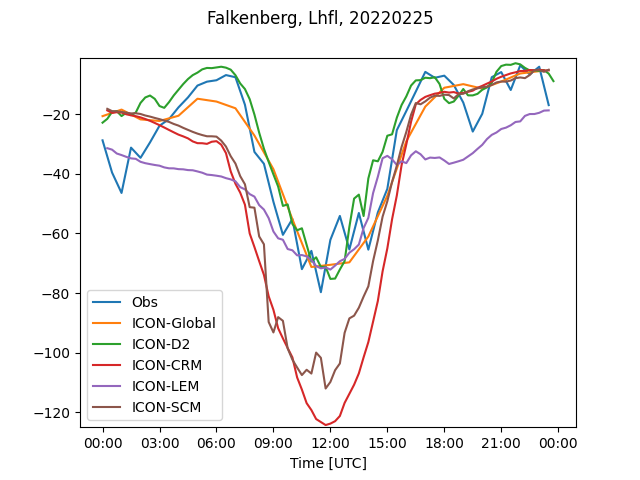 Falkenberg, Lhfl, 20220225
−20
−40
−60
−80
−100
−120
Obs
ICON-Global
ICON-D2
ICON-CRM
ICON-LEM
ICON-SCM
00:00 03:00 06:00 09:00 12:00 15:00 18:00 21:00 00:00
Time [UTC]